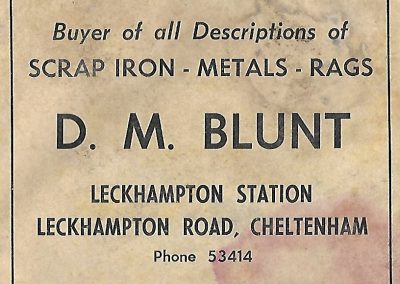 Buyer of all Descriptions of
SCRAP IRON - METALS - RAGS
D. M. BLUNT
LECKHAMPTON STATION
LECKHAMPTON ROAD, CHELTENHAM
Phone 53414